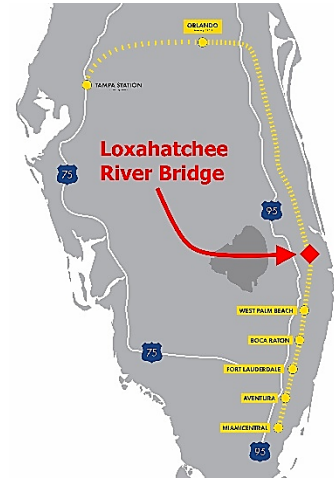 ORLANDO
TAMPA STATION
Loxahatchee
River Bridge
75
95
WEST PALM BEACH
BOCA RATON
75
FORT LAUDERDALE
AVENTURA
MIAMICENTRAL
95